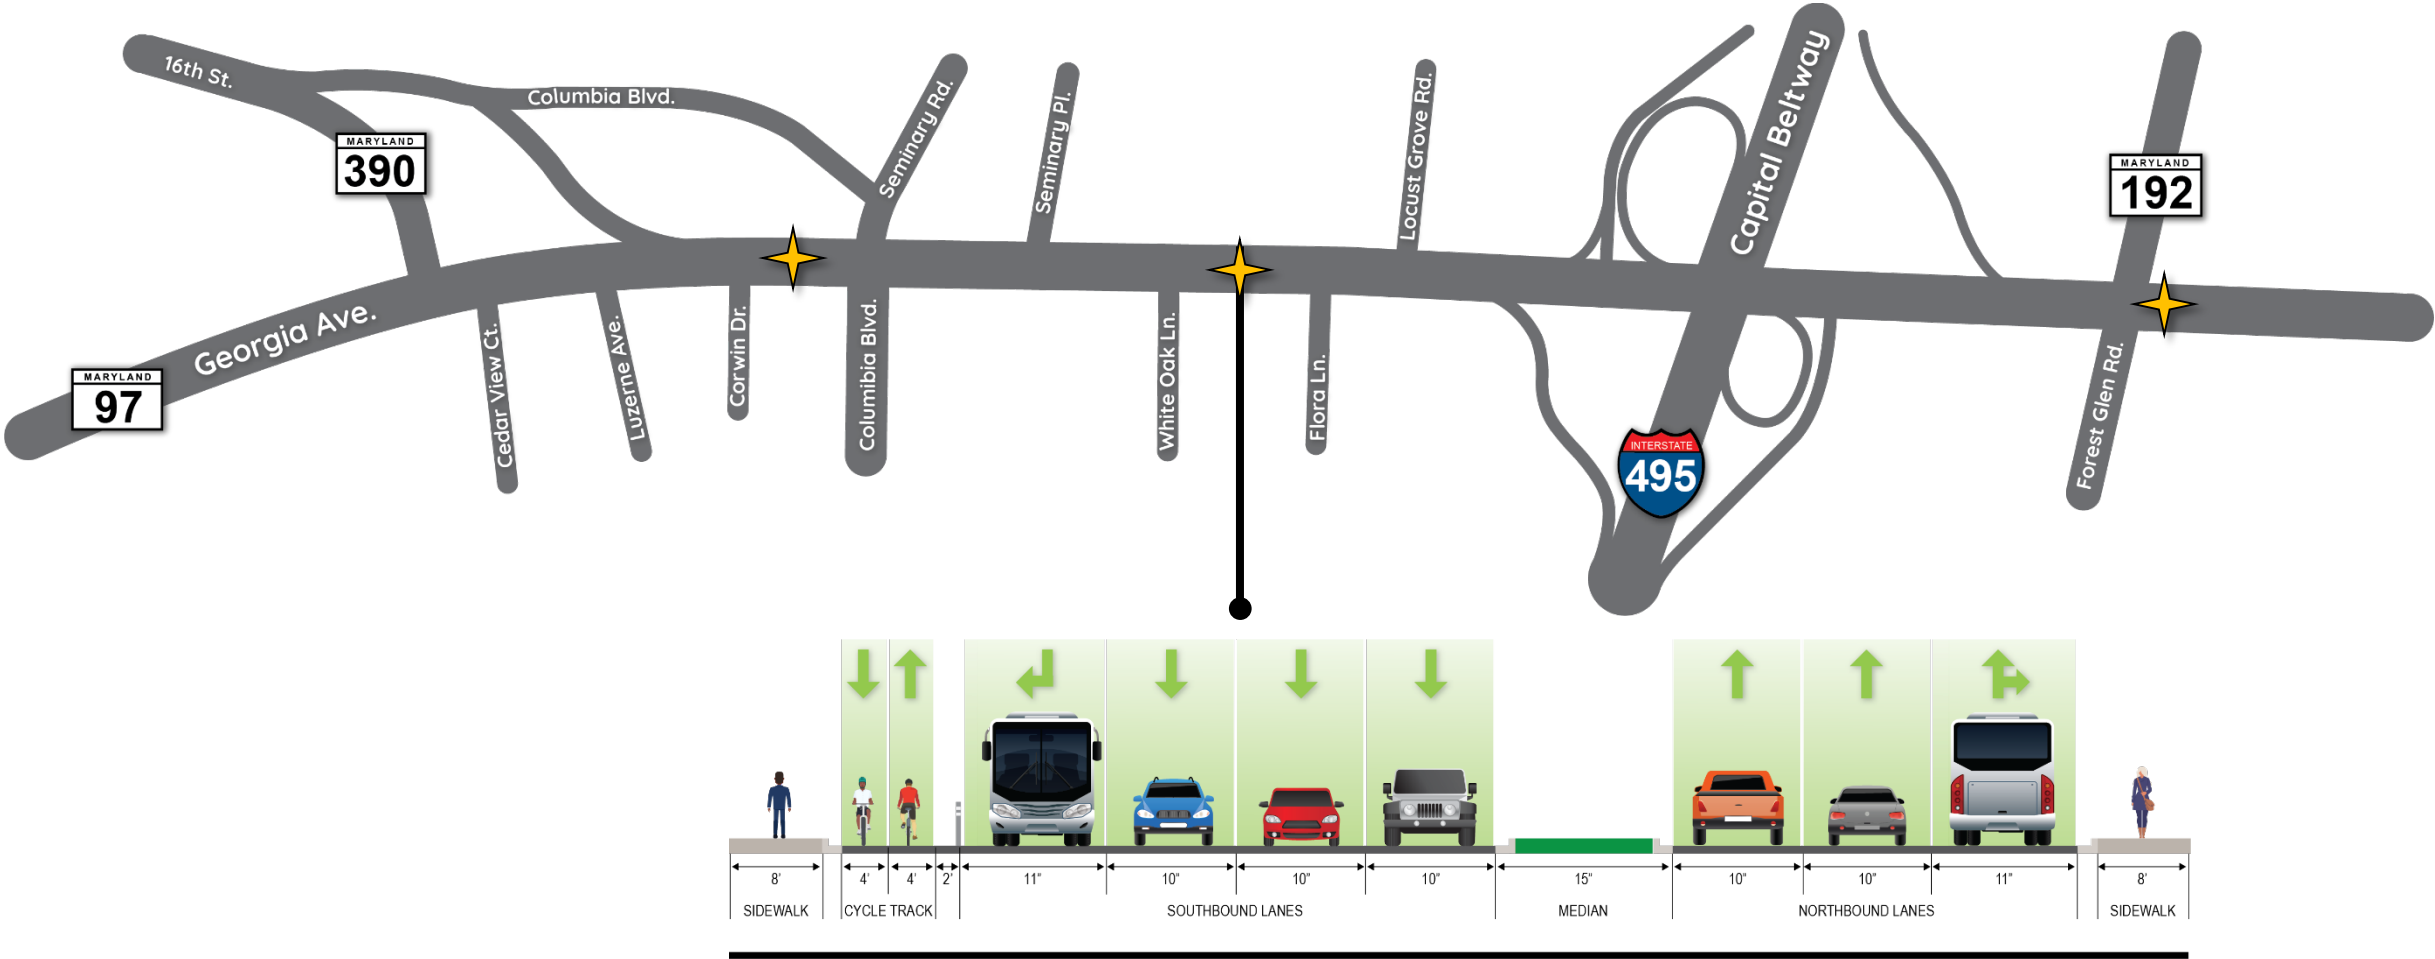 16th St.
Columbia Blvd.
Seminary Rd.
Seminary Pl.
Locust Grove Rd.
Capital Beltway
MARYLAND
390
MARYLAND
192
Georgia Ave.
MARYLAND
97
Cedar View Ct.
Luzerne Ave.
Corwin Dr.
Columibia Blvd.
White Oak Ln.
Flora Ln.
INTERSTATE
495
Forest Glen Rd.
8' 4' 4' 2' 11" 10" 10" 10" 15" 10" 10" 11" 8'
SIDEWALK CYCLE TRACK SOUTHBOUND LANES MEDIAN NORTHBOUND LANES SIDEWALK